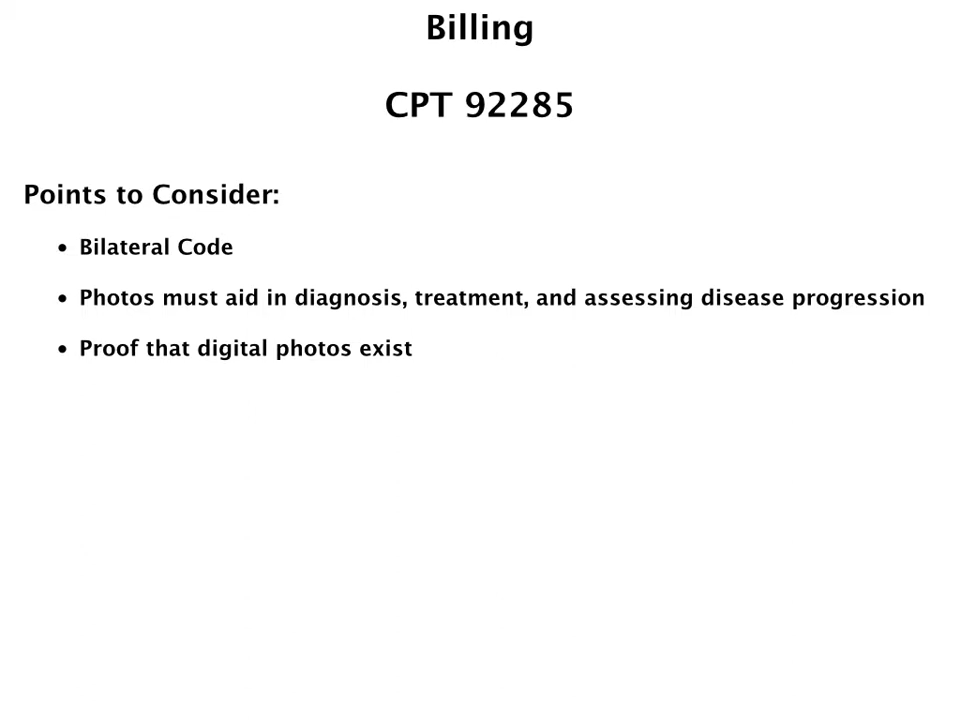 Billing
CPT 92285
Points to Consider:
• Bilateral Code
• Photos must aid in diagnosis, treatment, and assessing disease progression
• Proof that digital photos exist